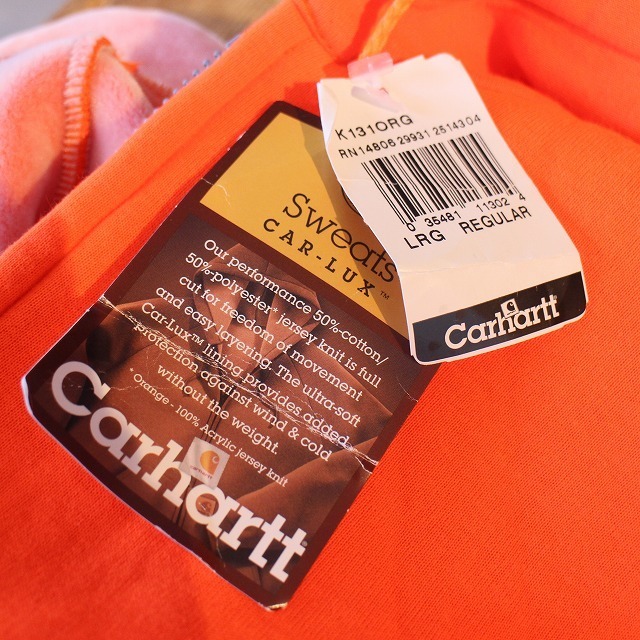 K131ORG
RN14806 29931 2514304
0 35481 11302 4
LRG REGULAR
Carhartt
Sweats
CAR-LUX™
Our performance 50%-cotton/
50%-polyester* jersey knit is full
cut for freedom of movement
and easy layering. The ultra-soft
Car-Lux™ lining provides added
protection against wind & cold
without the weight.
* Orange - 100% Acrylic jersey knit
Carhartt